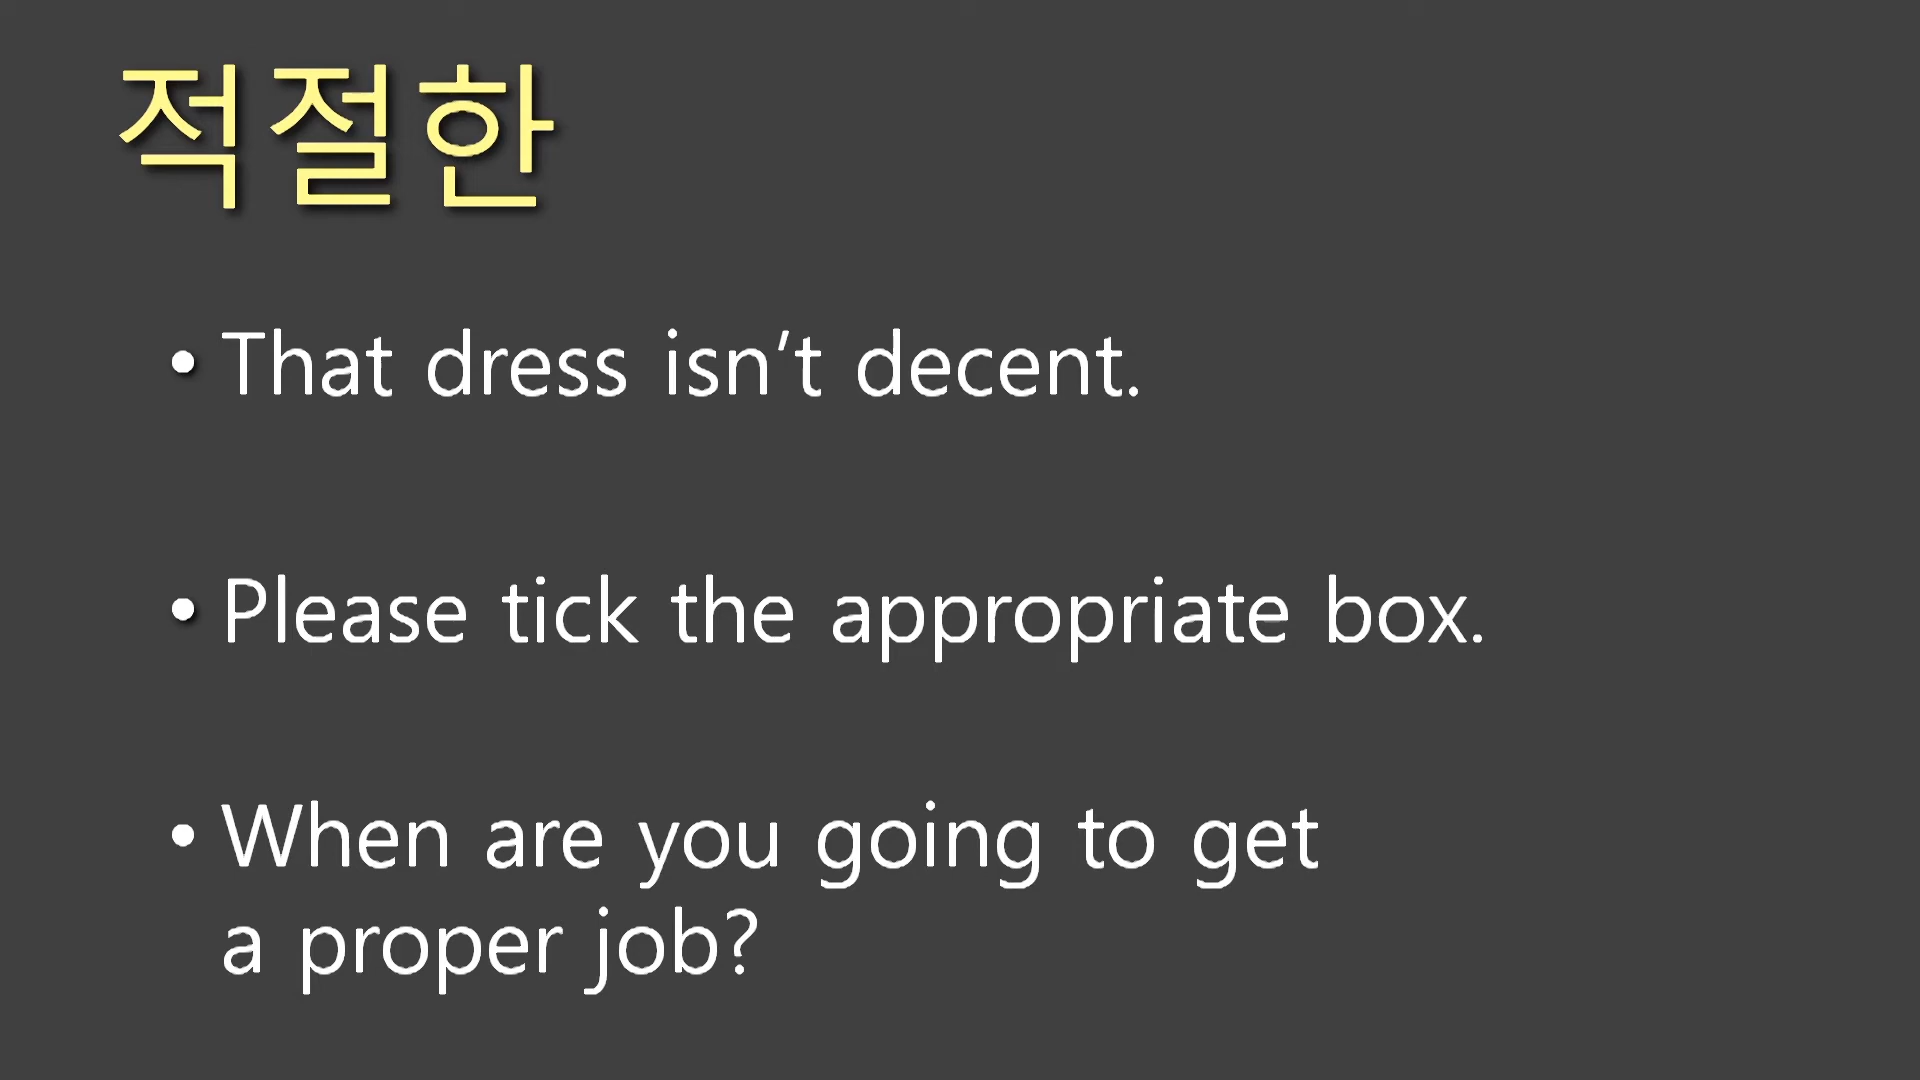 적절한
• That dress isn't decent.
• Please tick the appropriate box.
• When are you going to get
a proper job?